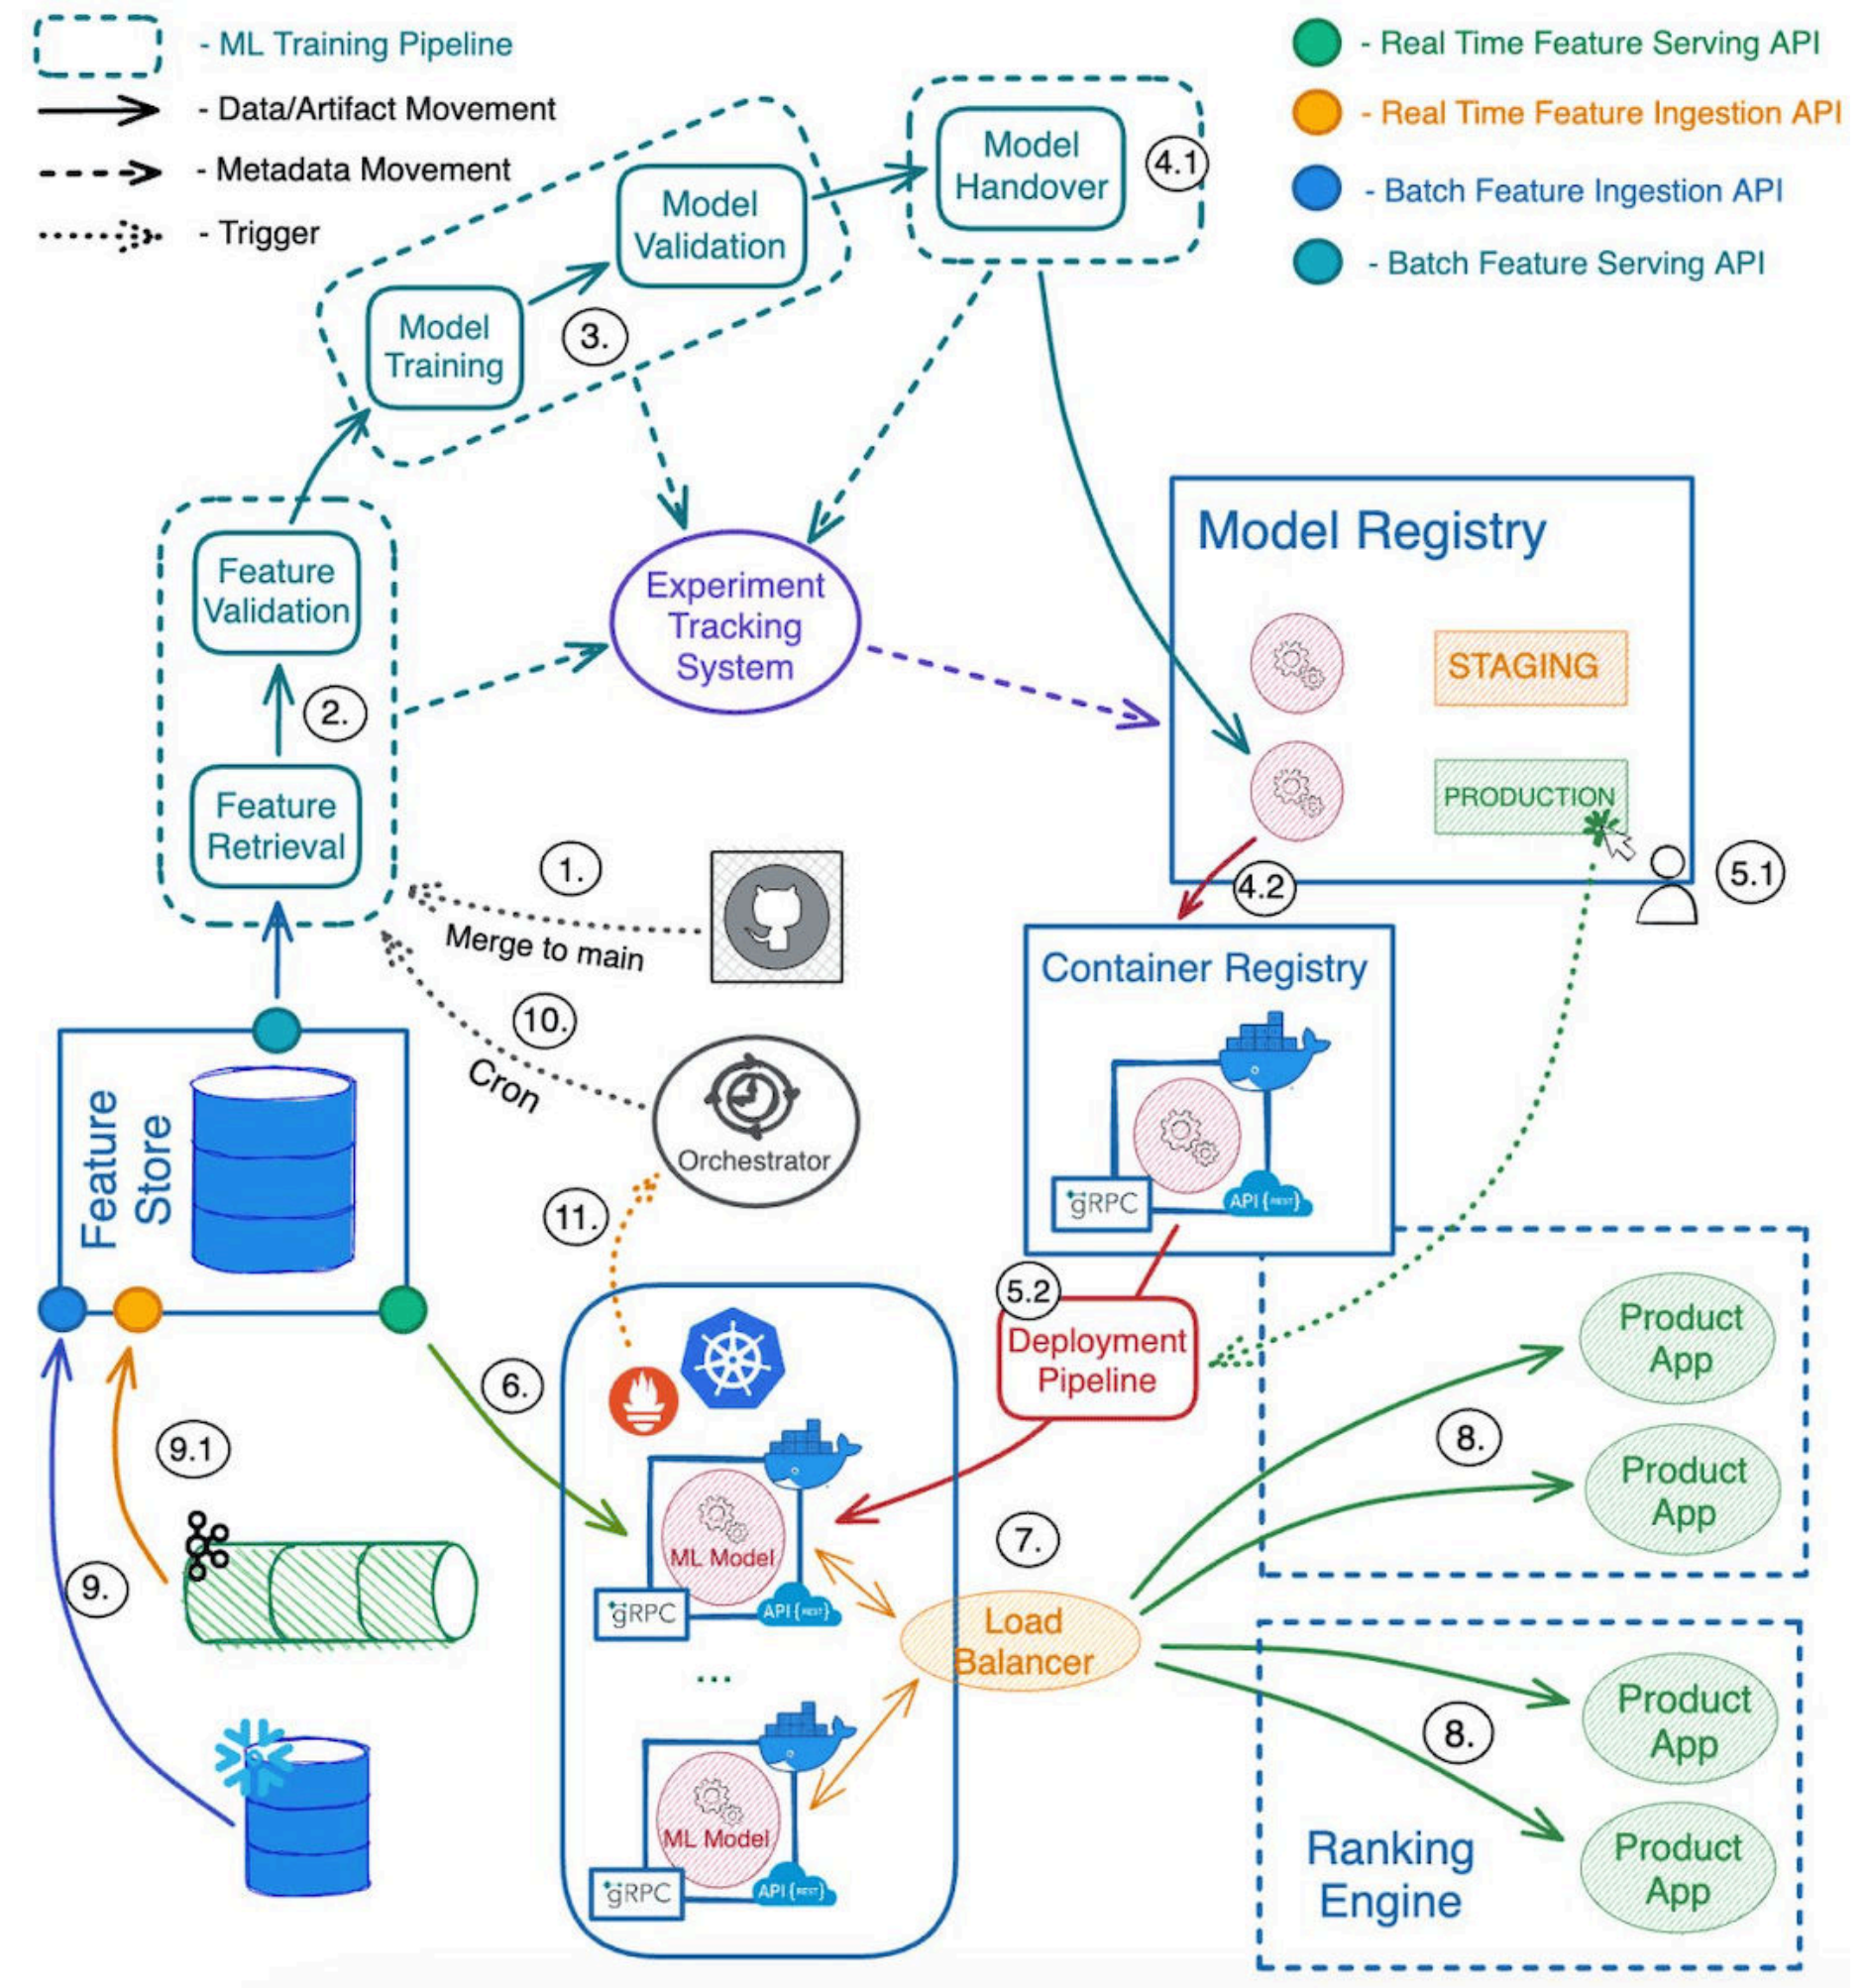 - ML Training Pipeline
- Data/Artifact Movement
- Metadata Movement
- Trigger
- Real Time Feature Serving API
- Real Time Feature Ingestion API
- Batch Feature Ingestion API
- Batch Feature Serving API
Model
Handover
4.1
Model
Validation
Model
Training
3.
Feature
Validation
2.
Feature
Retrieval
Experiment
Tracking
System
Model Registry
STAGING
PRODUCTION
5.1
4.2
1.
Merge to main
10.
Cron
Orchestrator
11.
Container Registry
gRPC
API {REST}
Feature
Store
5.2
Deployment
Pipeline
6.
9.1
9.
ML Model
gRPC
API {REST}
...
ML Model
gRPC
API {REST}
7.
Load
Balancer
8.
Product
App
Product
App
8.
Product
App
Product
App
Ranking
Engine